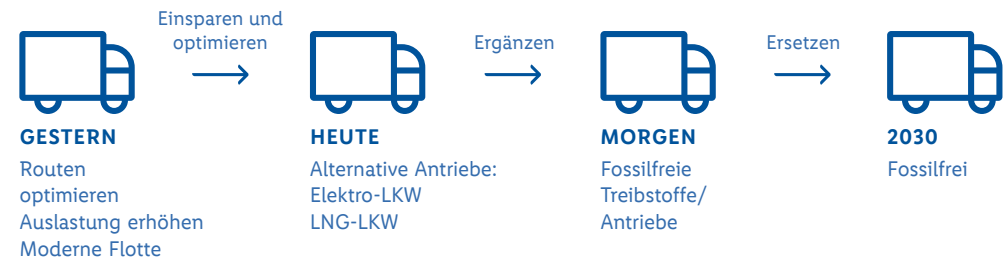 Einsparen und
optimieren
Ergänzen
Ersetzen
GESTERN
Routen
optimieren
Auslastung erhöhen
Moderne Flotte
HEUTE
Alternative Antriebe:
Elektro-LKW
LNG-LKW
MORGEN
Fossilfreie
Treibstoffe/
Antriebe
2030
Fossilfrei